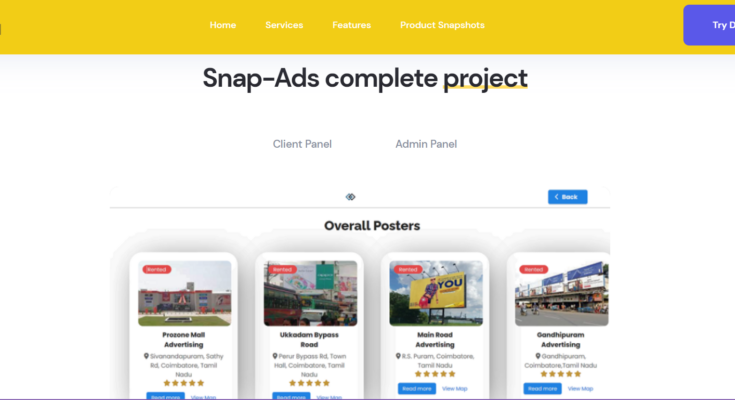 Home Services Features Product Snapshots Try D
Snap-Ads complete project
Client Panel Admin Panel
Back
Overall Posters
Rented Rented Rented Rented
YOU
Prozone Mall
Advertising
Sivanandapuram, Sathy
Rd, Coimbatore, Tamil
Nadu
Read more View Map
Ukkadam Bypass
Road
Perur Bypass Rd, Town
Hall, Coimbatore, Tamil
Nadu
Read more View Map
Main Road
Advertising
R.S. Puram, Coimbatore,
Tamil Nadu
Read more View Map
Gandhipuram
Advertising
Gandhipuram,
Coimbatore,Tamil Nadu
Read more View Map